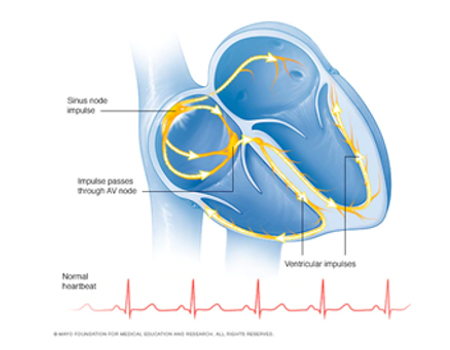 Sinus node
impulse
Impulse passes
through AV node
Ventricular impulses
Normal
heartbeat
© MAYO FOUNDATION FOR MEDICAL EDUCATION AND RESEARCH. ALL RIGHTS RESERVED.